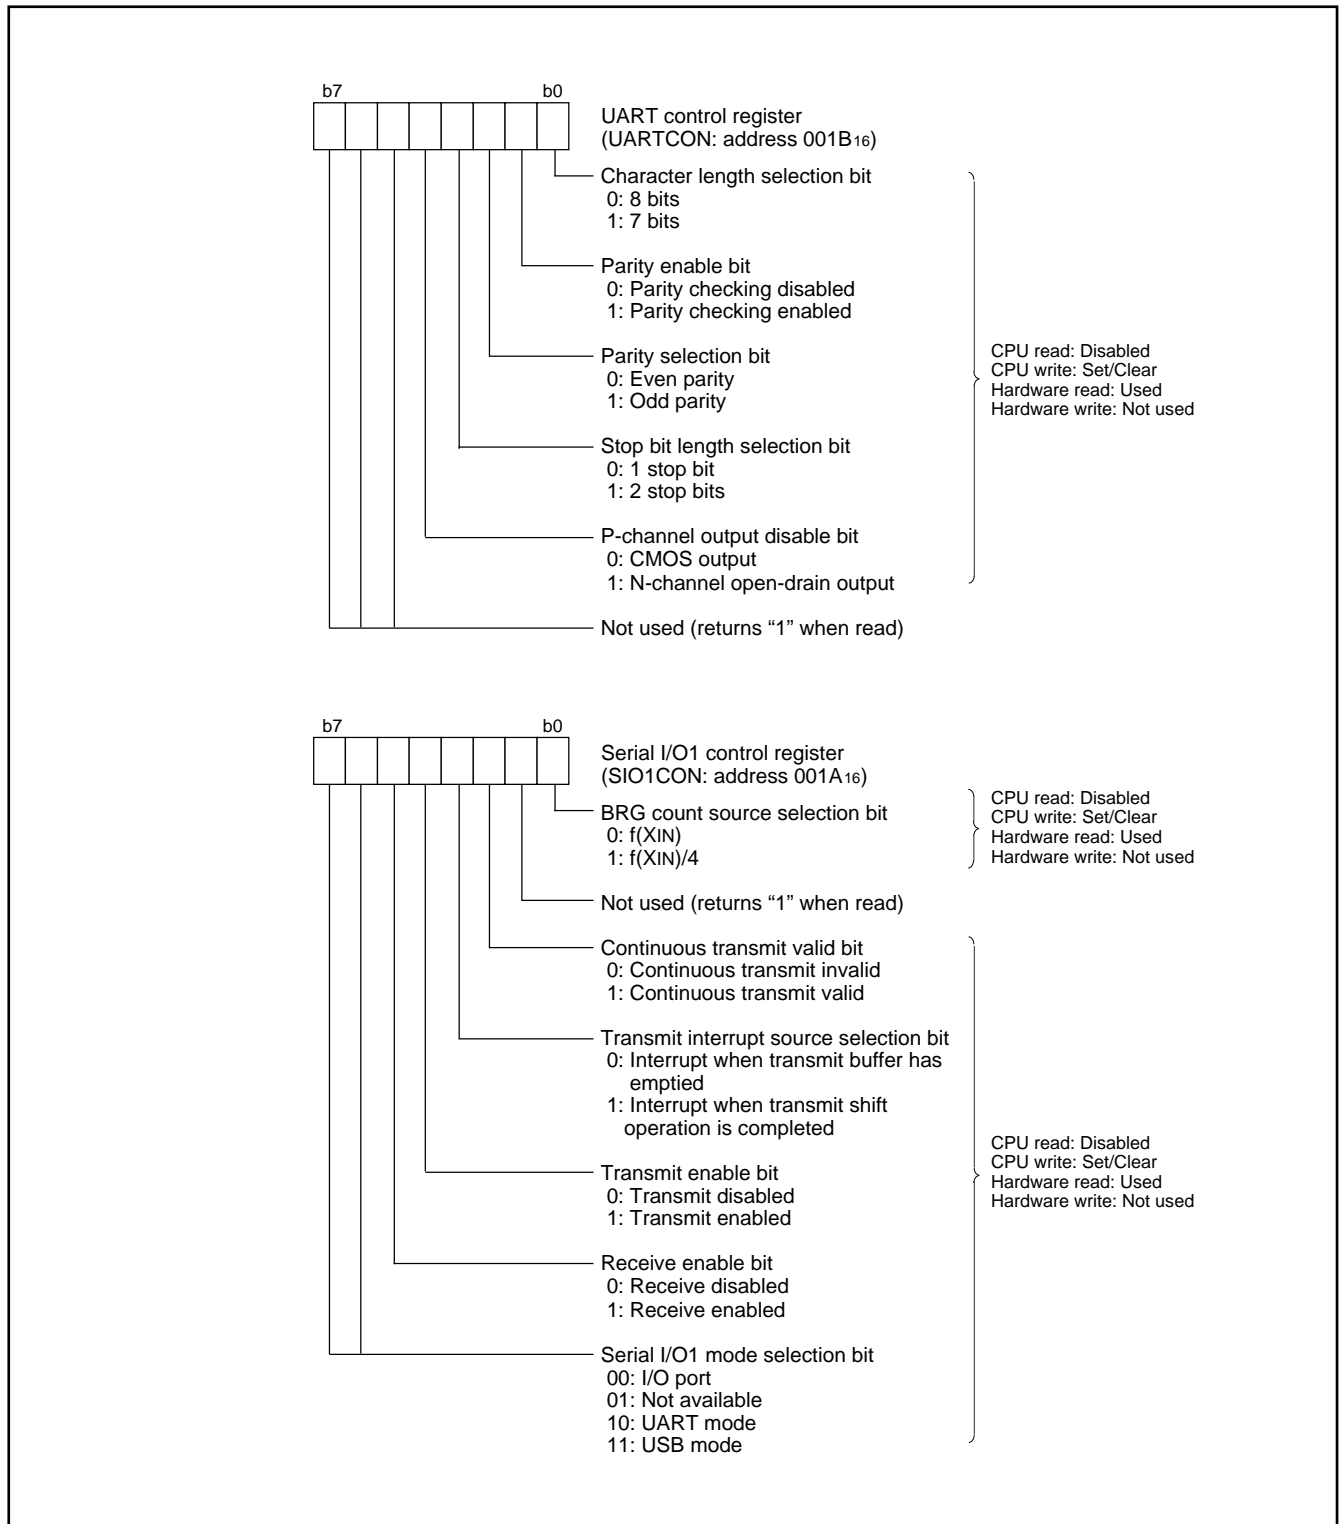 b7 b0
UART control register
(UARTCON: address 001B16)
Character length selection bit
0: 8 bits
1: 7 bits
Parity enable bit
0: Parity checking disabled
1: Parity checking enabled
Parity selection bit
0: Even parity
1: Odd parity
Stop bit length selection bit
0: 1 stop bit
1: 2 stop bits
P-channel output disable bit
0: CMOS output
1: N-channel open-drain output
CPU read: Disabled
CPU write: Set/Clear
Hardware read: Used
Hardware write: Not used
Not used (returns “1” when read)
b7 b0
Serial I/O1 control register
(SIO1CON: address 001A16)
BRG count source selection bit
0: f(XIN)
1: f(XIN)/4
CPU read: Disabled
CPU write: Set/Clear
Hardware read: Used
Hardware write: Not used
Not used (returns “1” when read)
Continuous transmit valid bit
0: Continuous transmit invalid
1: Continuous transmit valid
Transmit interrupt source selection bit
0: Interrupt when transmit buffer has
emptied
1: Interrupt when transmit shift
operation is completed
Transmit enable bit
0: Transmit disabled
1: Transmit enabled
Receive enable bit
0: Receive disabled
1: Receive enabled
Serial I/O1 mode selection bit
00: I/O port
01: Not available
10: UART mode
11: USB mode
CPU read: Disabled
CPU write: Set/Clear
Hardware read: Used
Hardware write: Not used